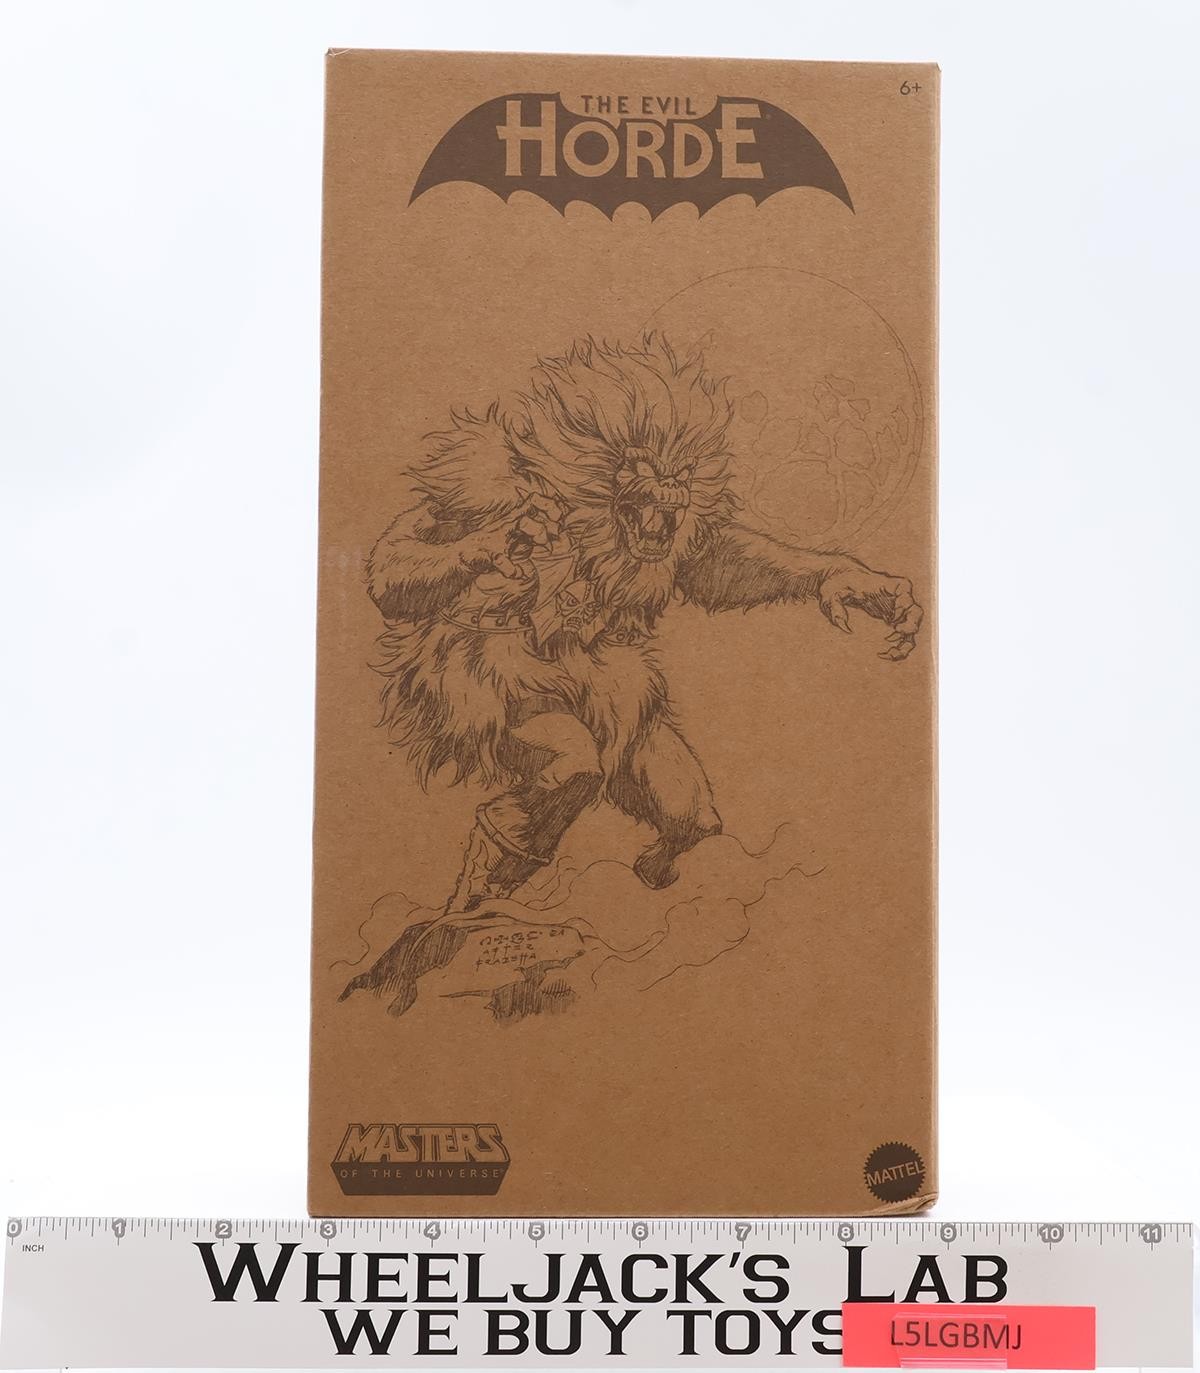 6+
THE EVIL
HORDE
MASTERS
OF THE UNIVERSE
MATTEL
0 1 2 3 4 5 6 7 8 9 10 11
INCH
WHEELJACK'S LAB
WE BUY TOYS
L5LGBMJ